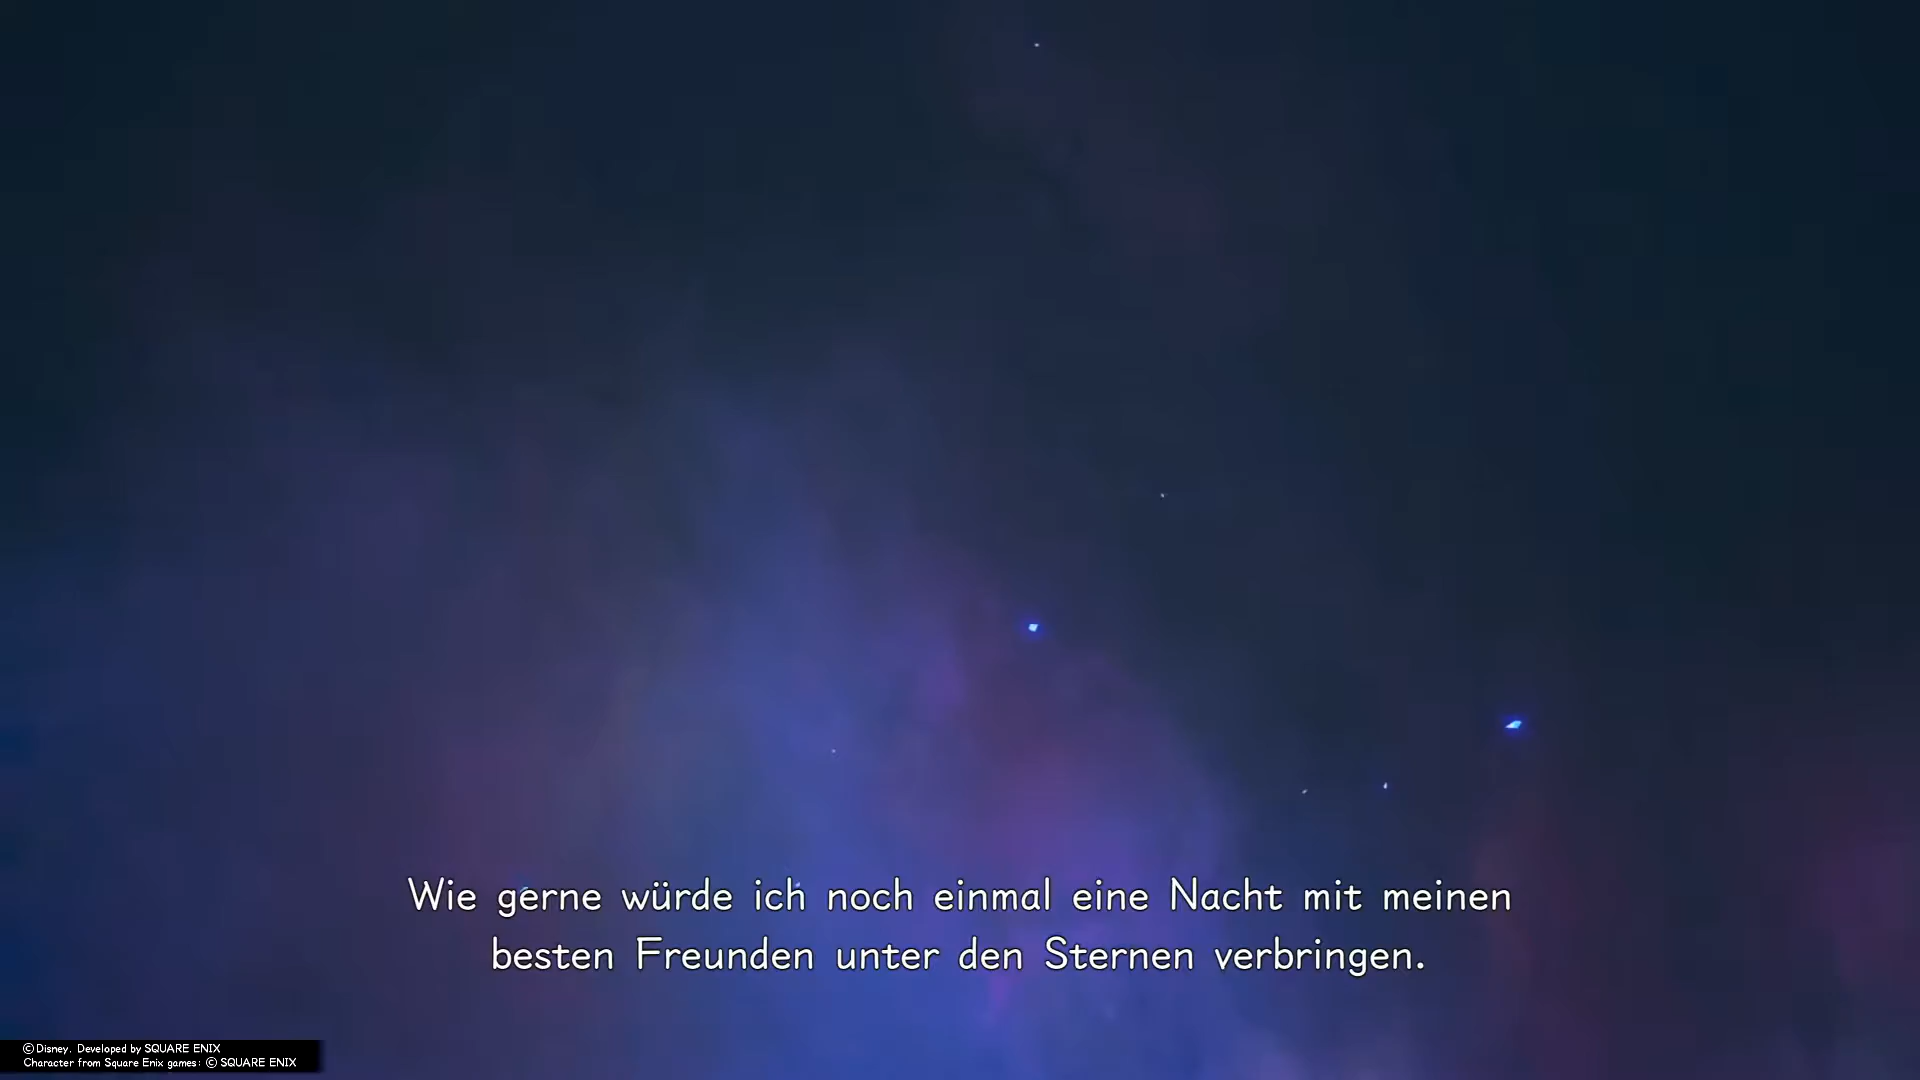 Wie gerne würde ich noch einmal eine Nacht mit meinen
besten Freunden unter den Sternen verbringen.
©Disney. Developed by SQUARE ENIX
Character from Square Enix games: © SQUARE ENIX